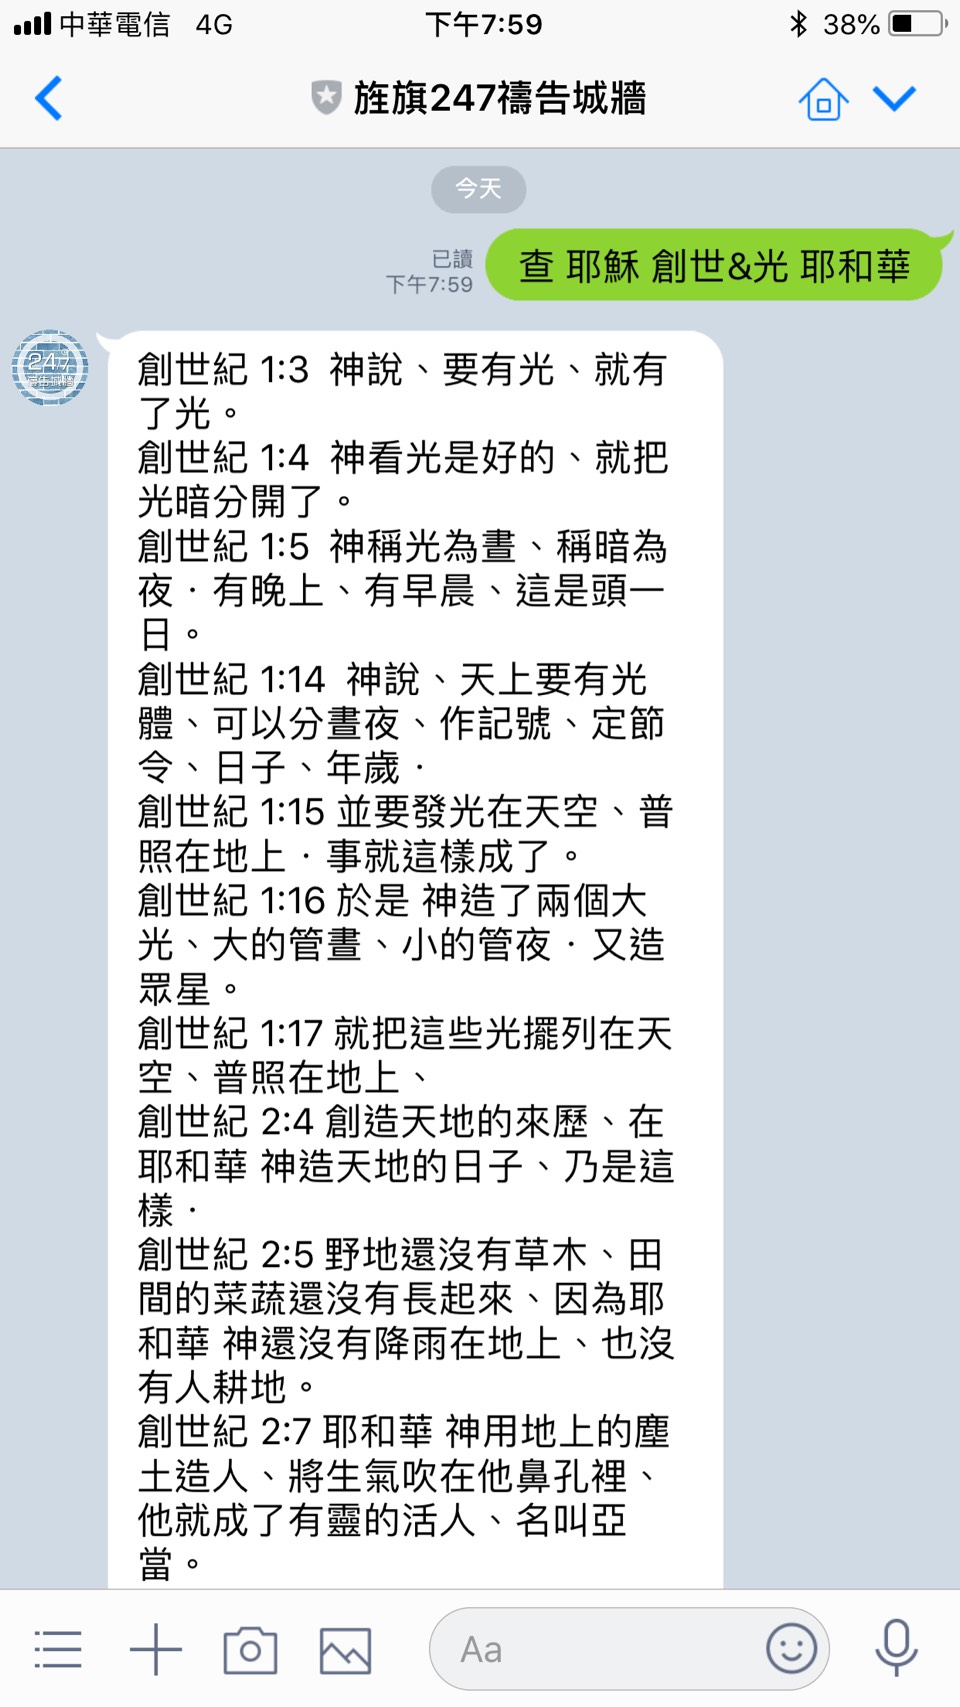 中華電信 4G 下午7:59 38%
旌旗247禱告城牆
今天
已讀
下午7:59
查 耶穌 創世&光 耶和華
247
創世紀 1:3 神說、要有光、就有
了光。
創世紀 1:4 神看光是好的、就把
光暗分開了。
創世紀 1:5 神稱光為晝、稱暗為
夜．有晚上、有早晨、這是頭一
日。
創世紀 1:14 神說、天上要有光
體、可以分晝夜、作記號、定節
令、日子、年歲．
創世紀 1:15 並要發光在天空、普
照在地上．事就這樣成了。
創世紀 1:16 於是 神造了兩個大
光、大的管晝、小的管夜．又造
眾星。
創世紀 1:17 就把這些光擺列在天
空、普照在地上、
創世紀 2:4 創造天地的來歷、在
耶和華 神造天地的日子、乃是這
樣．
創世紀 2:5 野地還沒有草木、田
間的菜蔬還沒有長起來、因為耶
和華 神還沒有降雨在地上、也沒
有人耕地。
創世紀 2:7 耶和華 神用地上的塵
土造人、將生氣吹在他鼻孔裡、
他就成了有靈的活人、名叫亞
當。
Aa